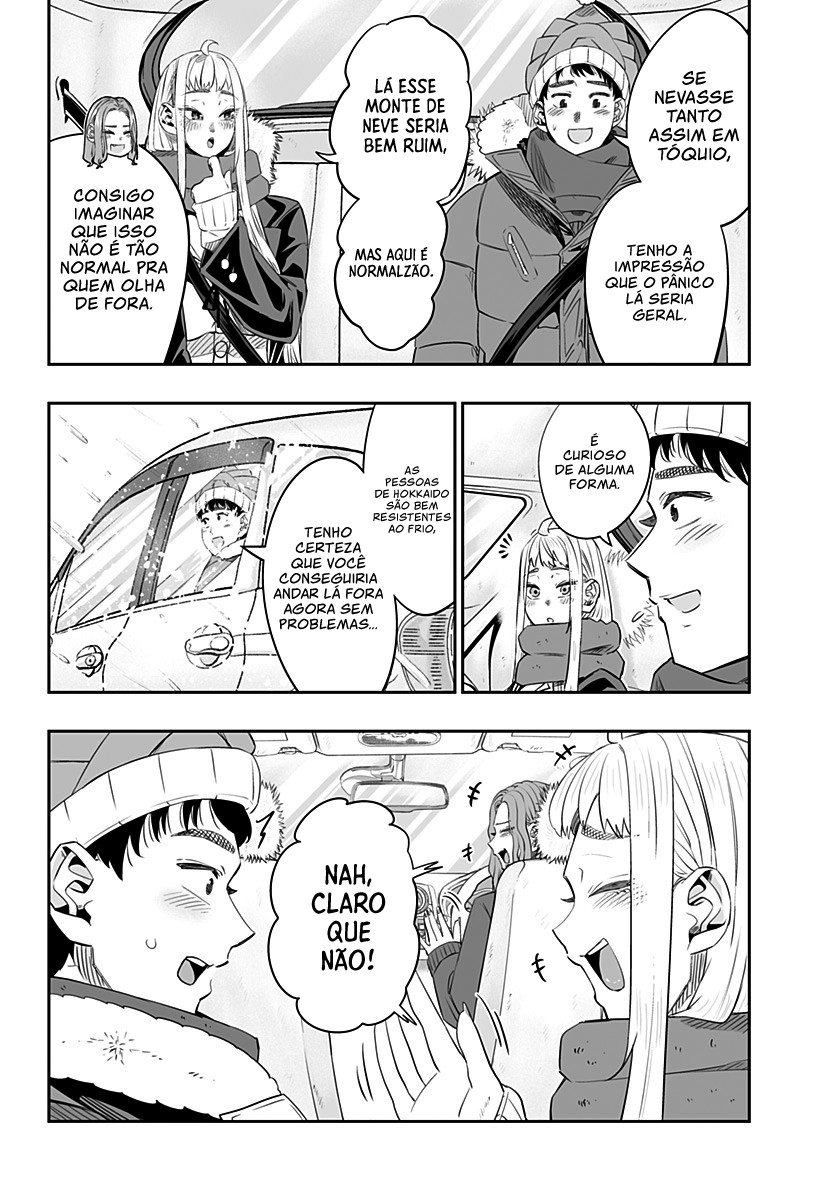 SE
NEVASSE
TANTO
ASSIM EM
TÓQUIO,
TENHO A
IMPRESSÃO
QUE O PÂNICO
LÁ SERIA
GERAL.
LÁ ESSE
MONTE DE
NEVE SERIA
BEM RUIM,
MAS AQUI É
NORMALZÃO.
CONSIGO
IMAGINAR
QUE ISSO
NÃO É TÃO
NORMAL PRA
QUEM OLHA
DE FORA.
É
CURIOSO
DE ALGUMA
FORMA.
AS
PESSOAS
DE HOKKAIDO
SÃO BEM
RESISTENTES
AO FRIO,
TENHO
CERTEZA
QUE VOCÊ
CONSEGUIRIA
ANDAR LÁ FORA
AGORA SEM
PROBLEMAS...
NAH,
CLARO
QUE
NÃO!